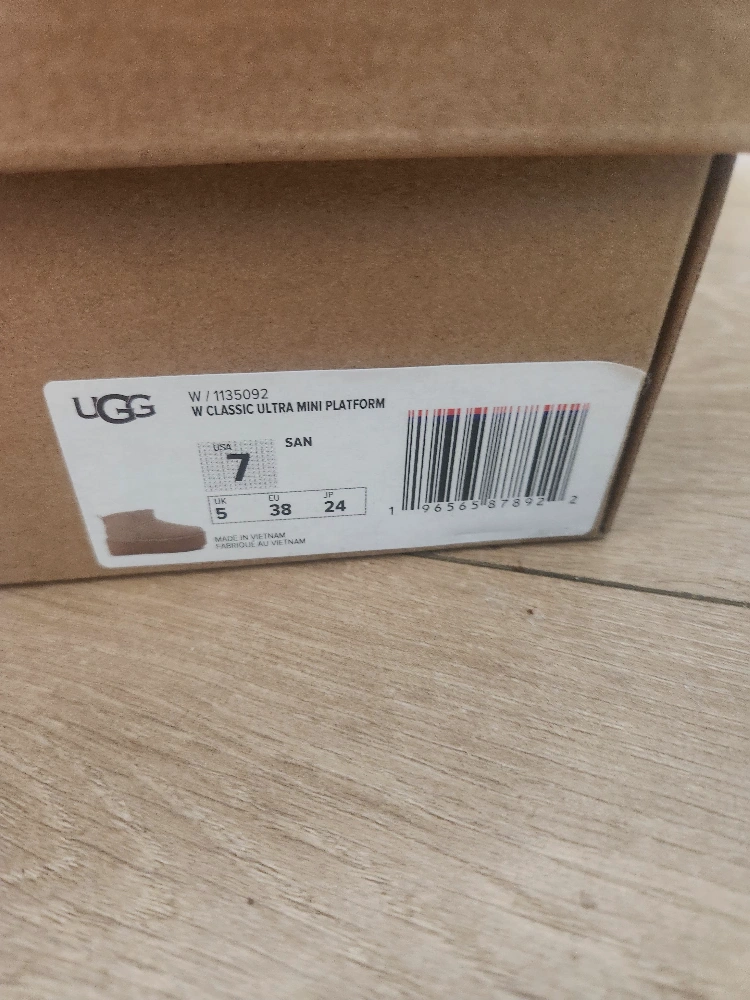 UGG
W / 1135092
W CLASSIC ULTRA MINI PLATFORM
USA
7
SAN
UK EU JP
5 38 24
MADE IN VIETNAM
FABRIQUÉ AU VIETNAM
1 96565 87892 2